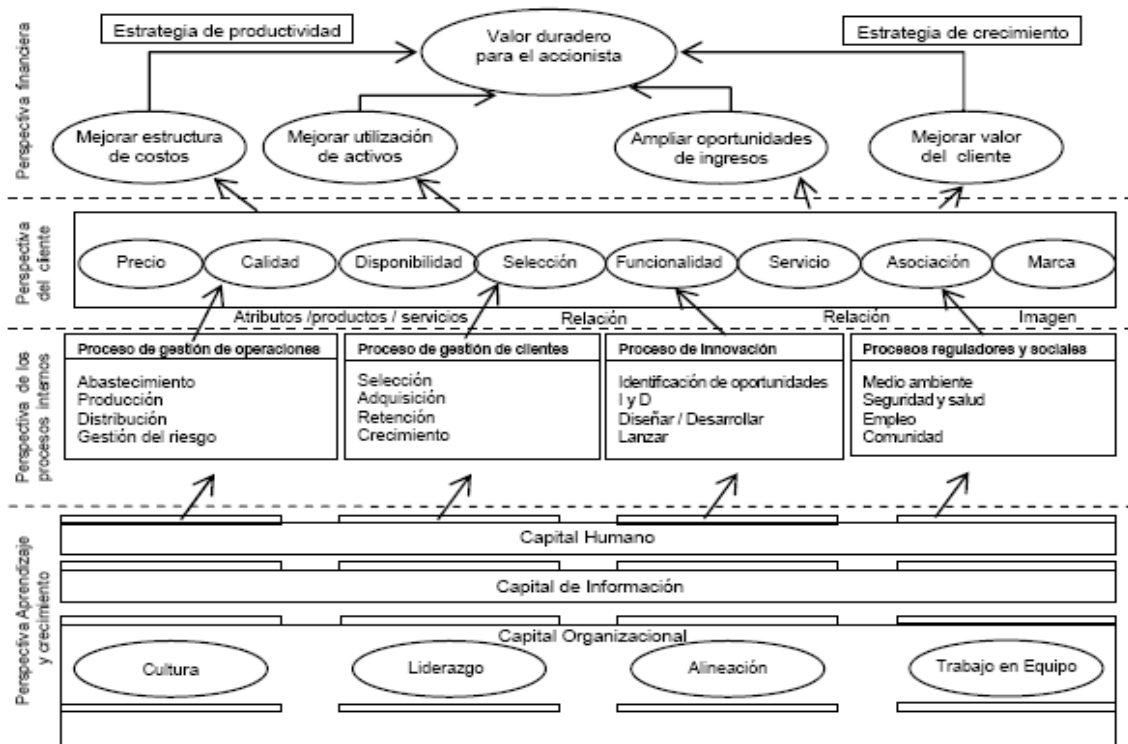 Perspectiva financiera
Estrategia de productividad
Valor duradero
para el accionista
Estrategia de crecimiento
Mejorar estructura
de costos
Mejorar utilización
de activos
Ampliar oportunidades
de ingresos
Mejorar valor
del cliente
Perspectiva
del cliente
Precio
Calidad
Disponibilidad
Selección
Funcionalidad
Servicio
Asociación
Marca
Atributos /productos / servicios
Relación
Relación
Imagen
Perspectiva de los
procesos internos
Proceso de gestión de operaciones
Abastecimiento
Producción
Distribución
Gestión del riesgo
Proceso de gestión de clientes
Selección
Adquisición
Retención
Crecimiento
Proceso de innovación
Identificación de oportunidades
I y D
Diseñar / Desarrollar
Lanzar
Procesos reguladores y sociales
Medio ambiente
Seguridad y salud
Empleo
Comunidad
Perspectiva Aprendizaje
y crecimiento
Capital Humano
Capital de Información
Capital Organizacional
Cultura
Liderazgo
Alineación
Trabajo en Equipo